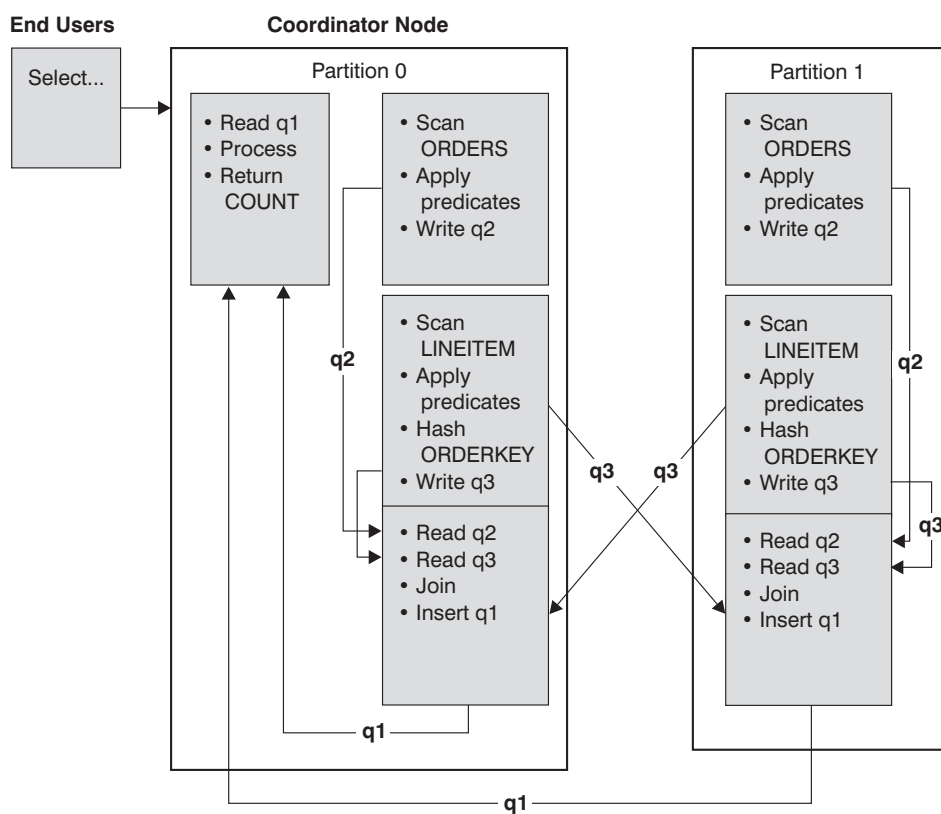 End Users
Coordinator Node
Select...
Partition 0
• Read q1
• Process
• Return
COUNT
• Scan
ORDERS
• Apply
predicates
• Write q2
q2
• Scan
LINEITEM
• Apply
predicates
• Hash
ORDERKEY
• Write q3
• Read q2
• Read q3
• Join
• Insert q1
q1
q3
q3
Partition 1
• Scan
ORDERS
• Apply
predicates
• Write q2
q2
• Scan
LINEITEM
• Apply
predicates
• Hash
ORDERKEY
• Write q3
q3
• Read q2
• Read q3
• Join
• Insert q1
q1